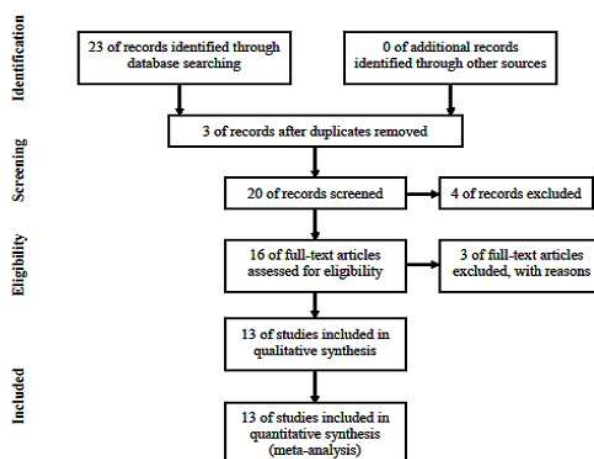 Identification
23 of records identified through
database searching
0 of additional records
identified through other sources
3 of records after duplicates removed
Screening
20 of records screened
4 of records excluded
Eligibility
16 of full-text articles
assessed for eligibility
3 of full-text articles
excluded, with reasons
13 of studies included in
qualitative synthesis
Included
13 of studies included in
quantitative synthesis
(meta-analysis)